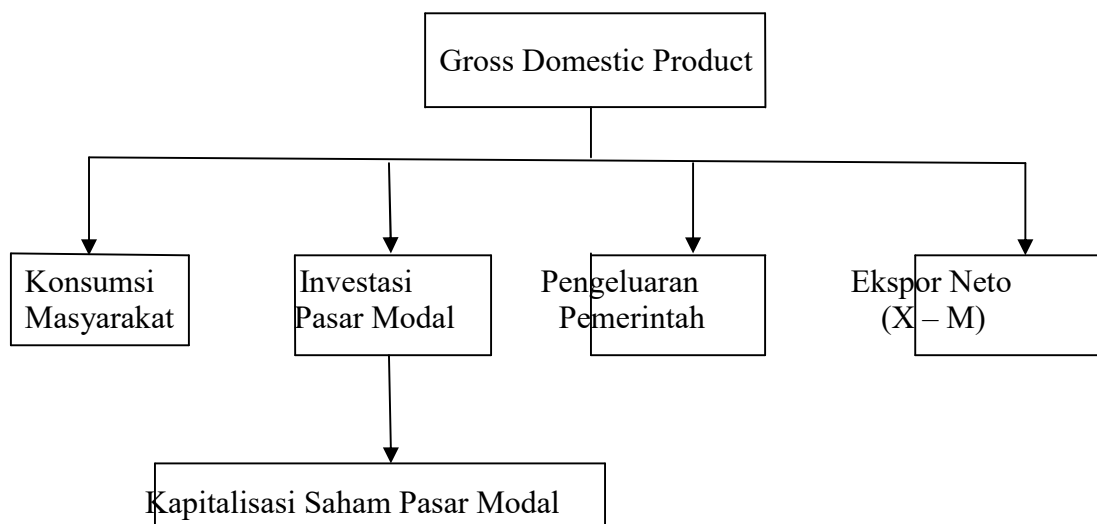 Gross Domestic Product
Konsumsi
Masyarakat
Investasi
Pasar Modal
Pengeluaran
Pemerintah
Ekspor Neto
(X – M)
Kapitalisasi Saham Pasar Modal